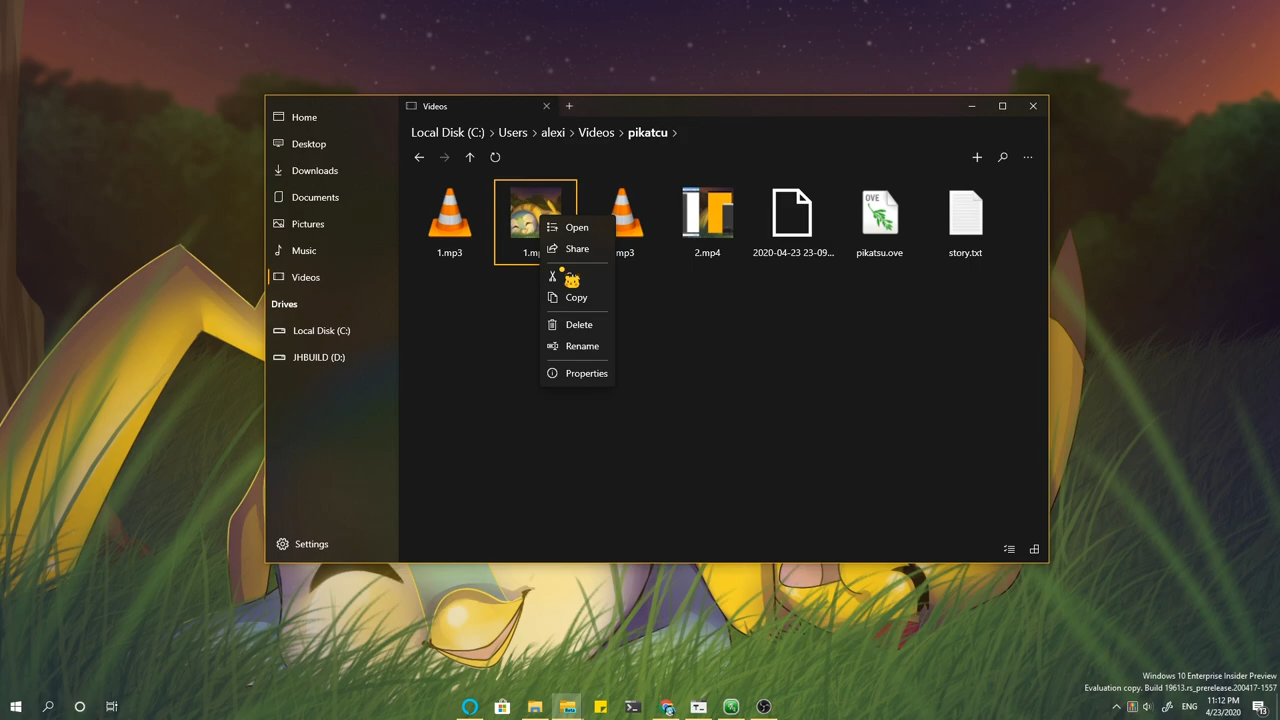 Videos
Home
Desktop
Downloads
Documents
Pictures
Music
Videos
Drives
Local Disk (C:)
JHBUILD (D:)
Settings
Local Disk (C:) > Users > alexi > Videos > pikatcu >
1.mp3
2.mp4
2020-04-23 23-09...
OVE
pikatsu.ove
story.txt
Open
Share
Copy
Delete
Rename
Properties
Windows 10 Enterprise Insider Preview
Evaluation copy. Build 19613.rs_prerelease.200417-1557
ENG
11:12 PM
4/23/2020